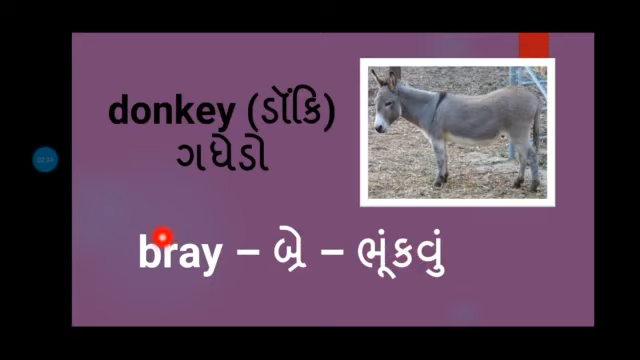 donkey (ડૉંકિ)
ગધેડો
bray – બ્રે – ભૂંકવું